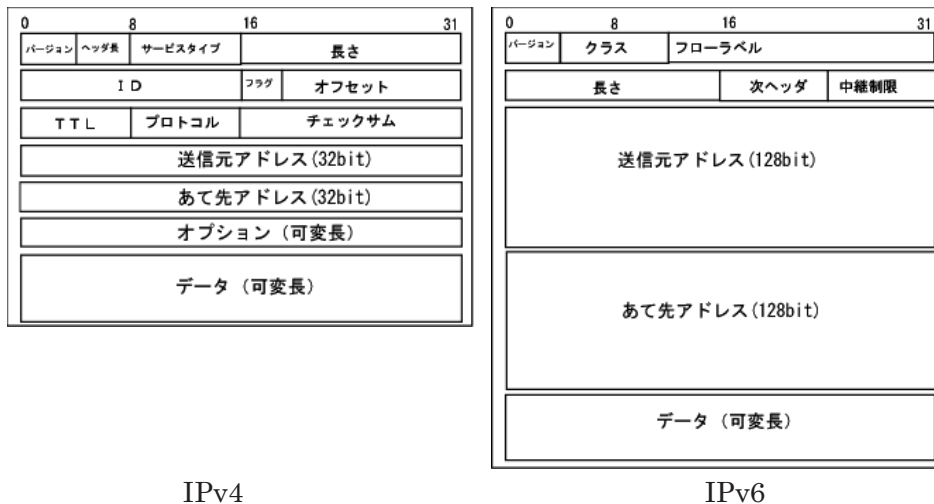 0 8 16 31
バージョン ヘッダ長 サービスタイプ 長さ
ID フラグ オフセット
TTL プロトコル チェックサム
送信元アドレス(32bit)
あて先アドレス(32bit)
オプション（可変長）
データ（可変長）
IPv4
0 8 16 31
バージョン クラス フローラベル
長さ 次ヘッダ 中継制限
送信元アドレス(128bit)
あて先アドレス(128bit)
データ（可変長）
IPv6